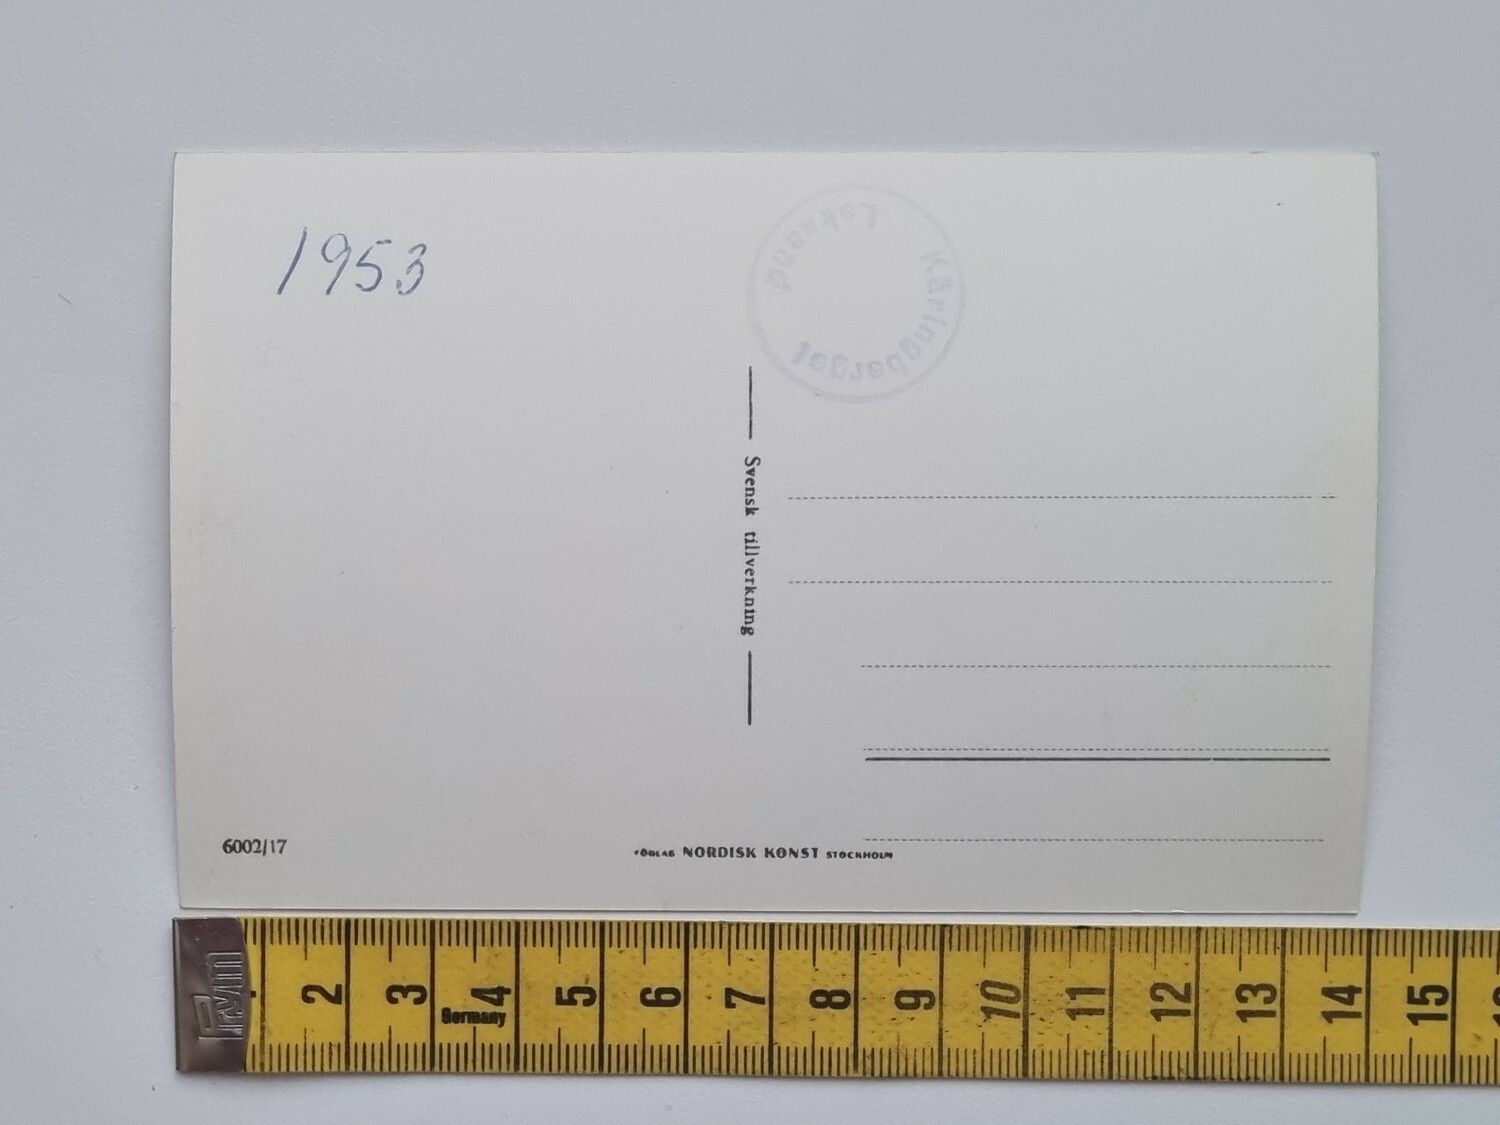 1953
Leksand
Käringberget
Svensk tillverkning
6002/17
FÖRLAG NORDISK KONST STOCKHOLM
2 3 4 5 6 7 8 9 10 11 12 13 14 15
Germany